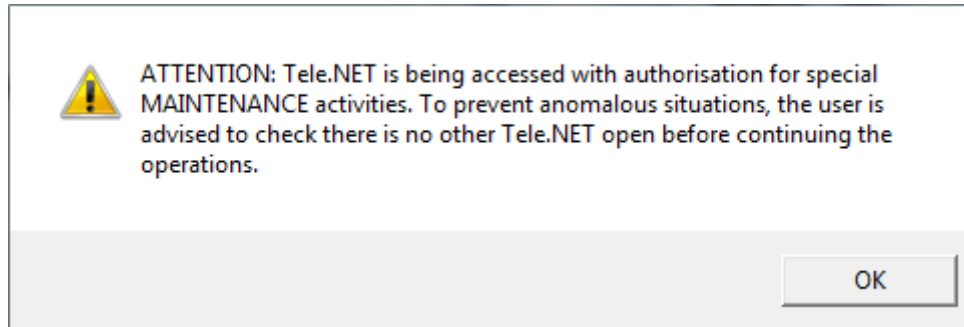 ATTENTION: Tele.NET is being accessed with authorisation for special
MAINTENANCE activities. To prevent anomalous situations, the user is
advised to check there is no other Tele.NET open before continuing the
operations.
OK